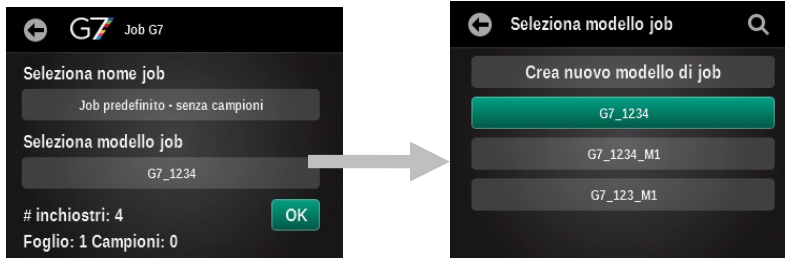 G7 Job G7
Seleziona nome job
Job predefinito - senza campioni
Seleziona modello job
G7_1234
# inchiostri: 4
OK
Foglio: 1 Campioni: 0
Seleziona modello job
Crea nuovo modello di job
G7_1234
G7_1234_M1
G7_123_M1